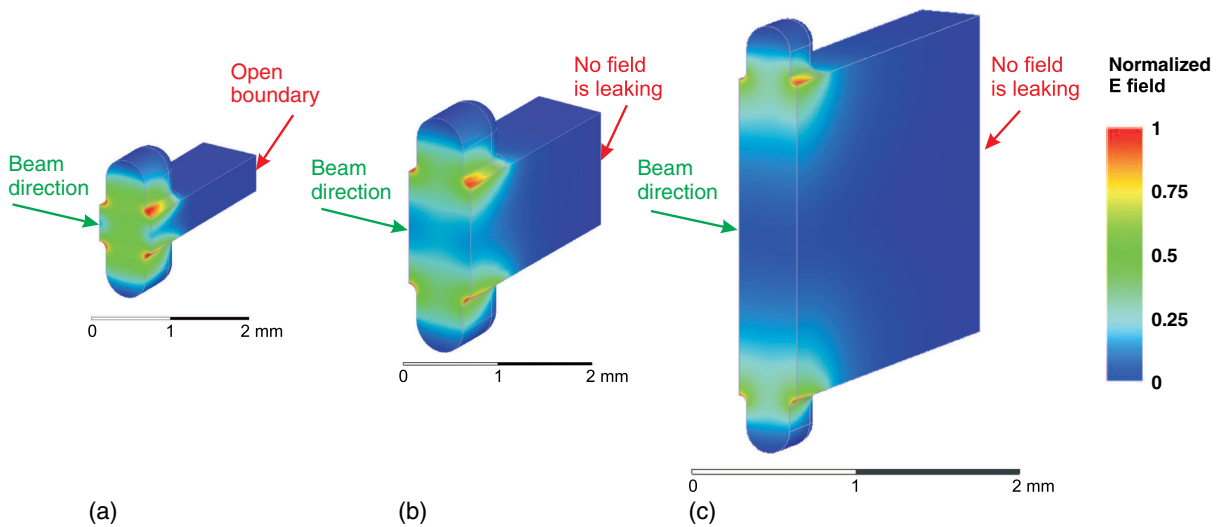 Open
boundary
Beam
direction
0
1
2 mm
(a)
No field
is leaking
Beam
direction
0
1
2 mm
(b)
No field
is leaking
Beam
direction
0
1
2 mm
(c)
Normalized
E field
1
0.75
0.5
0.25
0